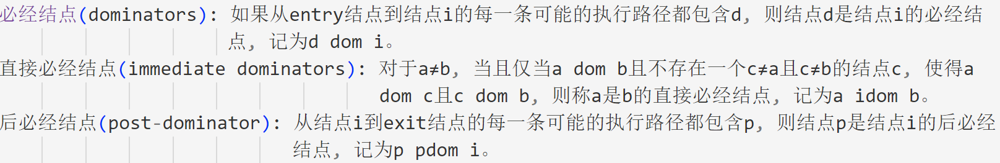 必经结点(dominators): 如果从entry结点到结点i的每一条可能的执行路径都包含d, 则结点d是结点i的必经结
点, 记为d dom i。
直接必经结点(immediate dominators): 对于a≠b, 当且仅当a dom b且不存在一个c≠a且c≠b的结点c, 使得a
dom c且c dom b, 则称a是b的直接必经结点, 记为a idom b。
后必经结点(post-dominator): 从结点i到exit结点的每一条可能的执行路径都包含p, 则结点p是结点i的后必经
结点, 记为p pdom i。